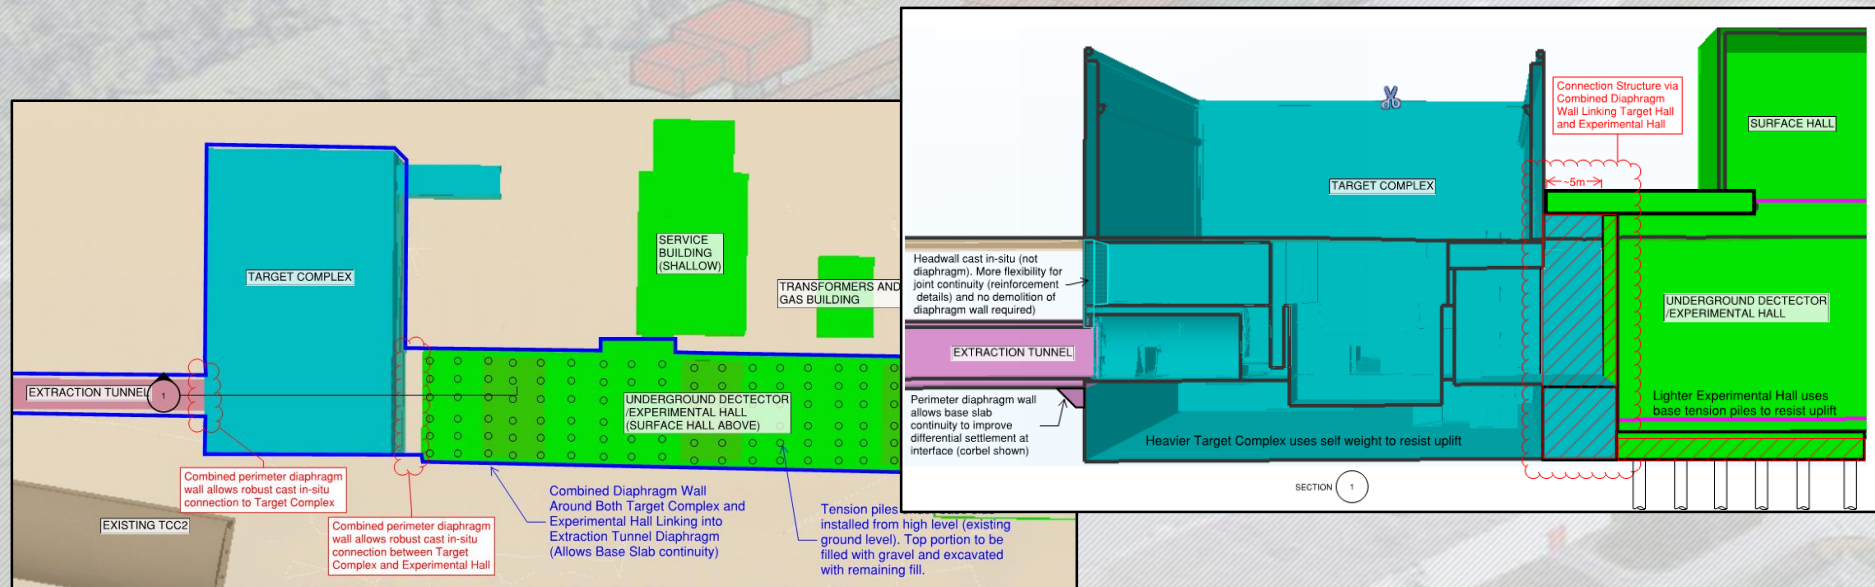 TARGET COMPLEX
SERVICE
BUILDING
(SHALLOW)
TRANSFORMERS AND
GAS BUILDING
EXTRACTION TUNNEL
1
UNDERGROUND DECTECTOR
/EXPERIMENTAL HALL
(SURFACE HALL ABOVE)
Combined perimeter diaphragm
wall allows robust cast in-situ
connection to Target Complex
EXISTING TCC2
Combined perimeter diaphragm
wall allows robust cast in-situ
connection between Target
Complex and Experimental Hall
Combined Diaphragm Wall
Around Both Target Complex and
Experimental Hall Linking into
Extraction Tunnel Diaphragm
(Allows Base Slab continuity)
Tension piles
installed from high level (existing
ground level). Top portion to be
filled with gravel and excavated
with remaining fill.
Connection Structure via
Combined Diaphragm
Wall Linking Target Hall
and Experimental Hall
SURFACE HALL
TARGET COMPLEX
~5m
Headwall cast in-situ (not
diaphragm). More flexibility for
joint continuity (reinforcement
details) and no demolition of
diaphragm wall required)
UNDERGROUND DECTECTOR
/EXPERIMENTAL HALL
EXTRACTION TUNNEL
Perimeter diaphragm wall
allows base slab
continuity to improve
differential settlement at
interface (corbel shown)
Lighter Experimental Hall uses
base tension piles to resist uplift
Heavier Target Complex uses self weight to resist uplift
SECTION 1